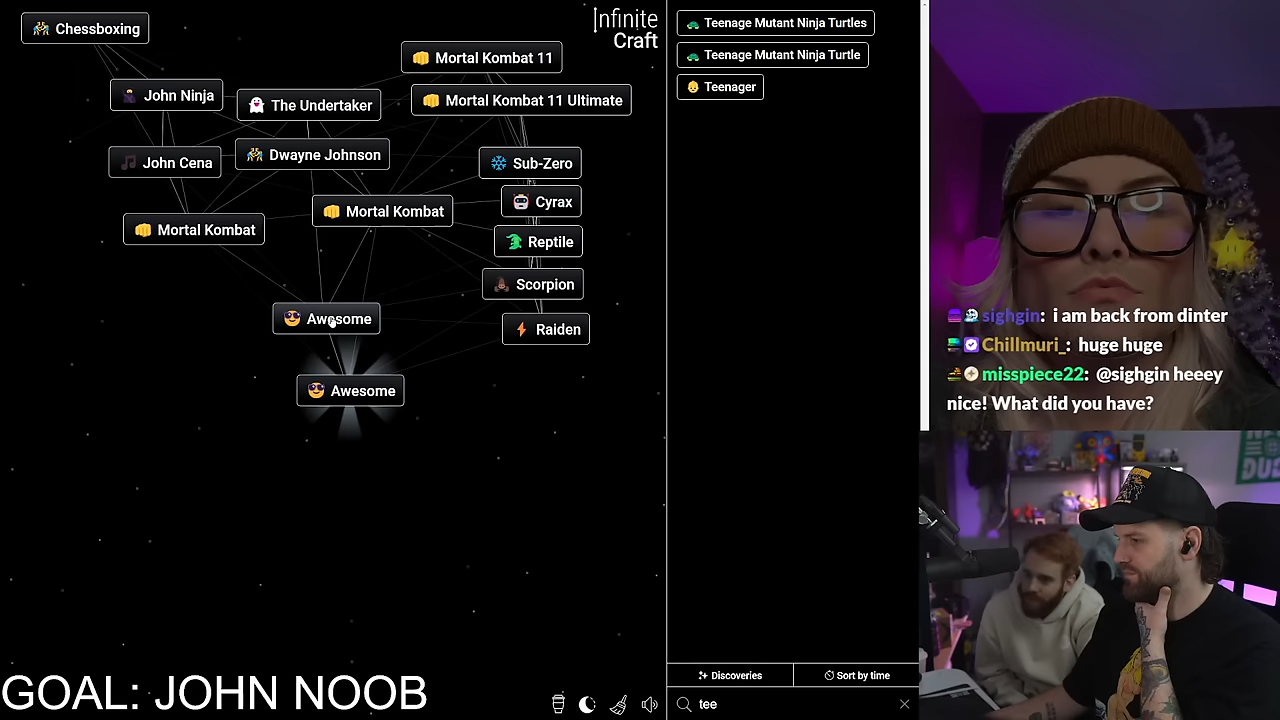 Chessboxing
Infinite
Craft
Mortal Kombat 11
John Ninja
The Undertaker
Mortal Kombat 11 Ultimate
John Cena
Dwayne Johnson
Sub-Zero
Cyrax
Mortal Kombat
Mortal Kombat
Reptile
Scorpion
Awesome
Raiden
Awesome
GOAL: JOHN NOOB
Teenage Mutant Ninja Turtles
Teenage Mutant Ninja Turtle
Teenager
Discoveries
Sort by time
tee
sighgin: i am back from dinter
Chillmuri_: huge huge
misspiece22: @sighgin heeey
nice! What did you have?